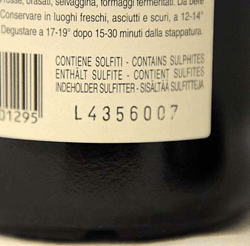 rosse, brasati, selvaggina, formaggi fermentati. Da bere
Conservare in luoghi freschi, asciutti e scuri, a 12-14°
Degustare a 17-19° dopo 15-30 minuti dalla stappatura.
CONTIENE SOLFITI - CONTAINS SULPHITES
ENTHÄLT SULFITE - CONTIENT SULFITES
INDEHOLDER SULFITTER - SISÄLTÄÄ SULFIITTEJA
01295
L4356007